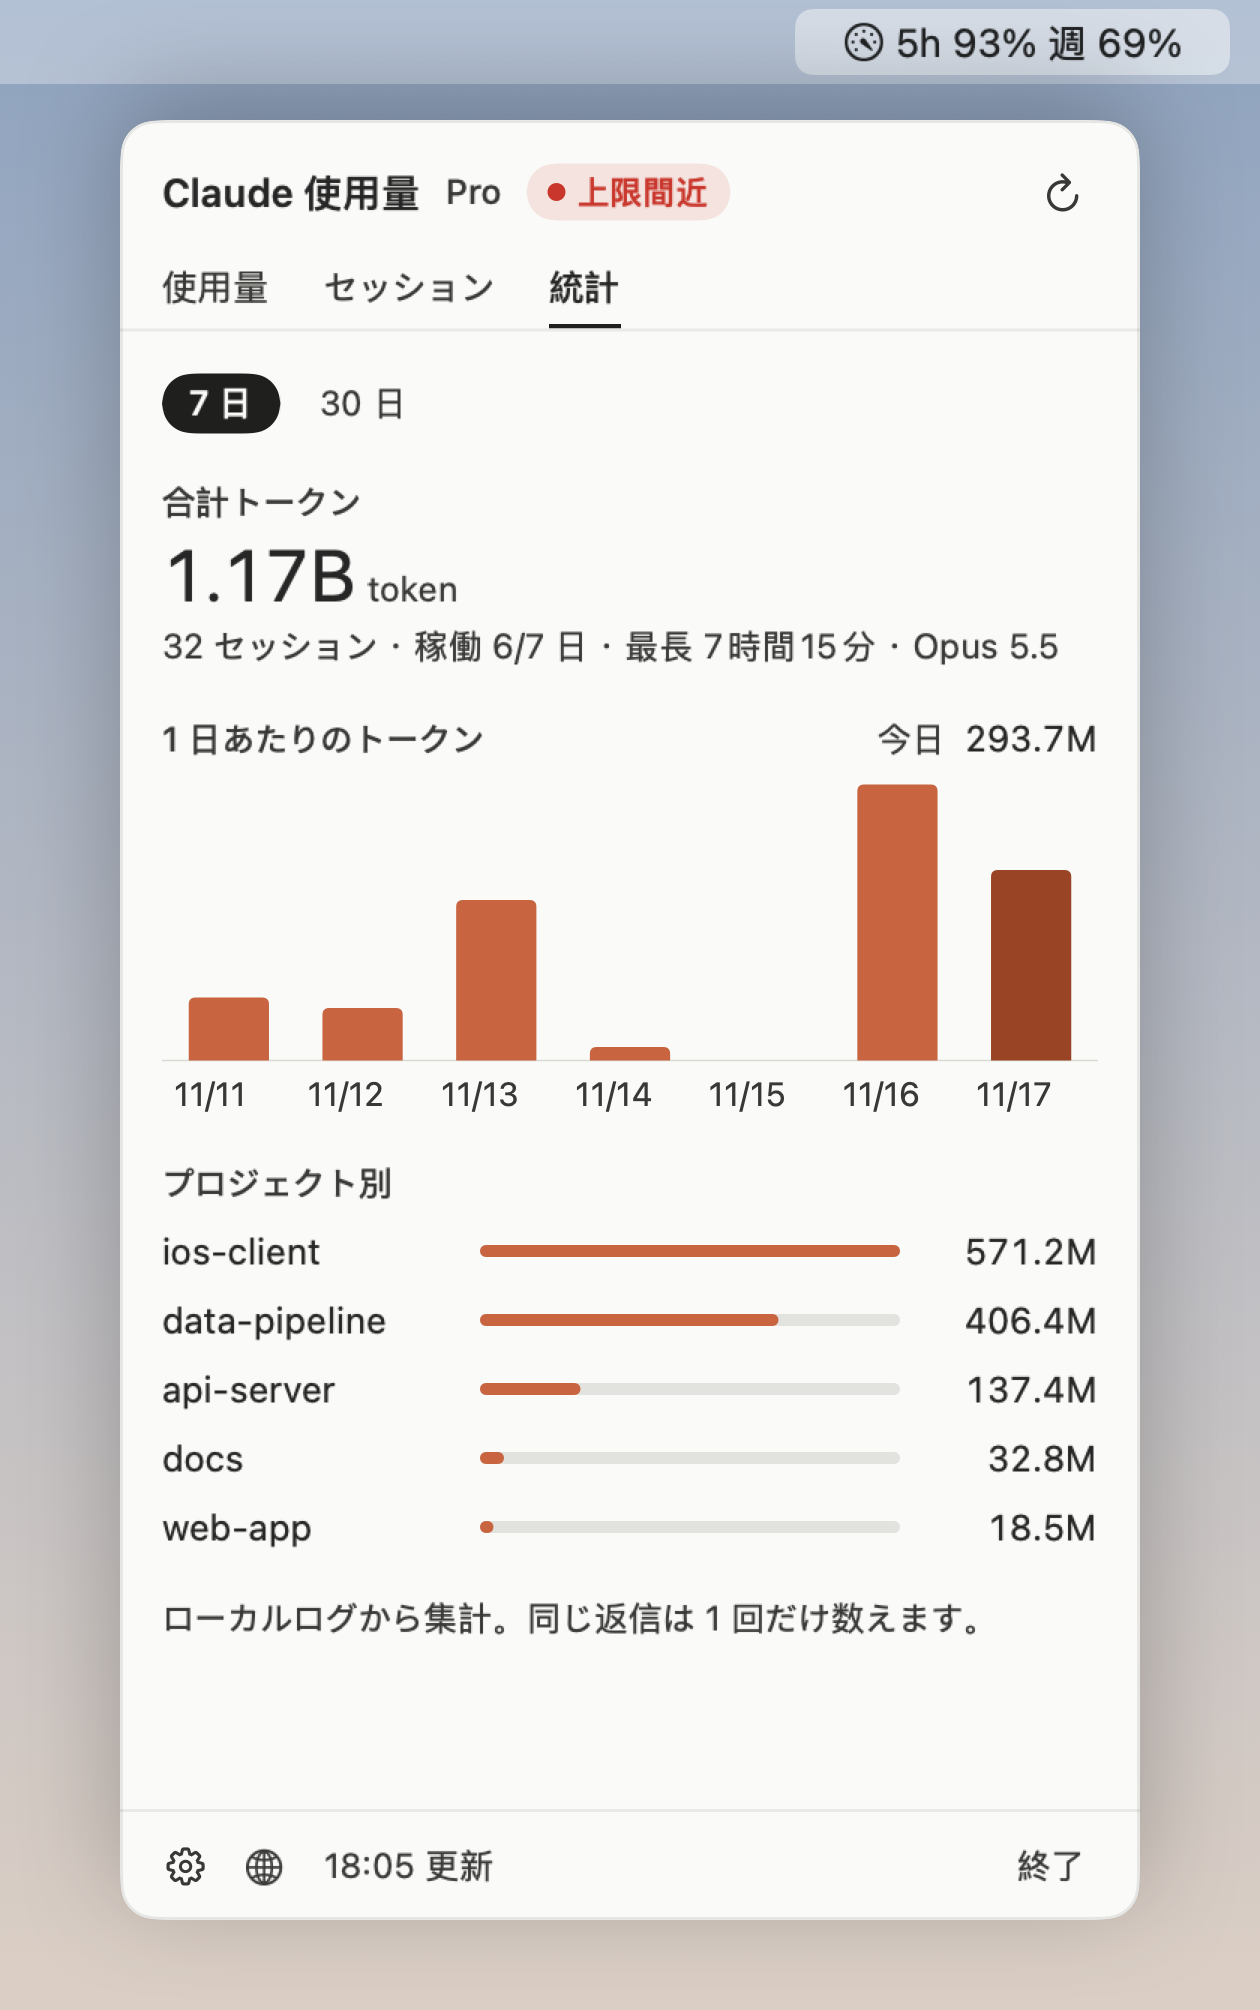 5h 93% 週 69%
Claude 使用量 Pro 上限間近
使用量 セッション 統計
7 日 30 日
合計トークン
1.17B token
32 セッション · 稼働 6/7 日 · 最長 7時間15分 · Opus 5.5
1 日あたりのトークン 今日 293.7M
11/11 11/12 11/13 11/14 11/15 11/16 11/17
プロジェクト別
ios-client 571.2M
data-pipeline 406.4M
api-server 137.4M
docs 32.8M
web-app 18.5M
ローカルログから集計。同じ返信は 1 回だけ数えます。
18:05 更新 終了